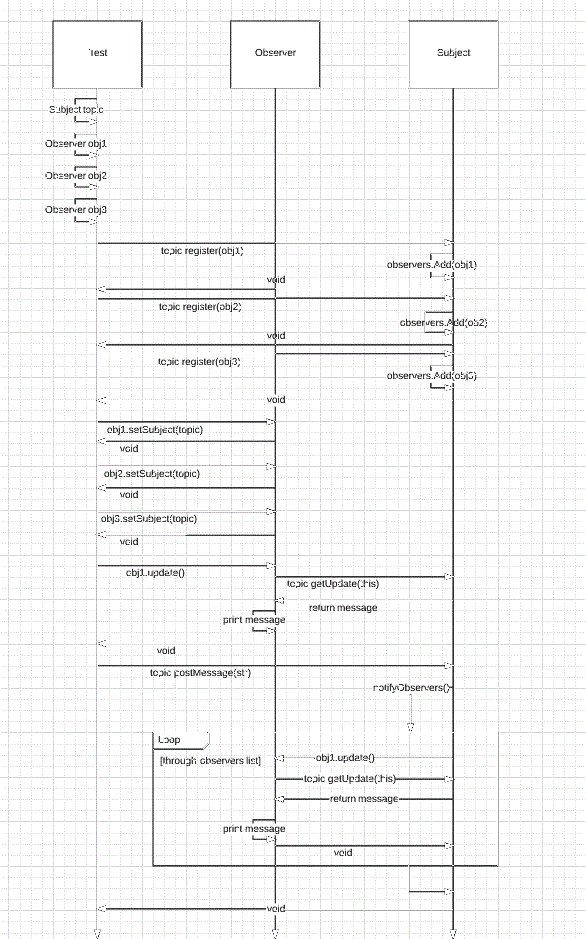 Test
Observer
Subject
Subject topic
Observer obj1
Observer obj2
Observer obj3
topic register(obj1)
observers.Add(obj1)
void
topic register(obj2)
observers.Add(ob2)
void
topic register(obj3)
observers.Add(obj3)
void
obj1.setSubject(topic)
void
obj2.setSubject(topic)
void
obj3.setSubject(topic)
void
obj1.update()
topic getUpdate(this)
return message
print message
void
topic postMessage(str)
notifyObservers()
Loop
[through observers list]
obj1.update()
topic getUpdate(this)
return message
print message
void
void